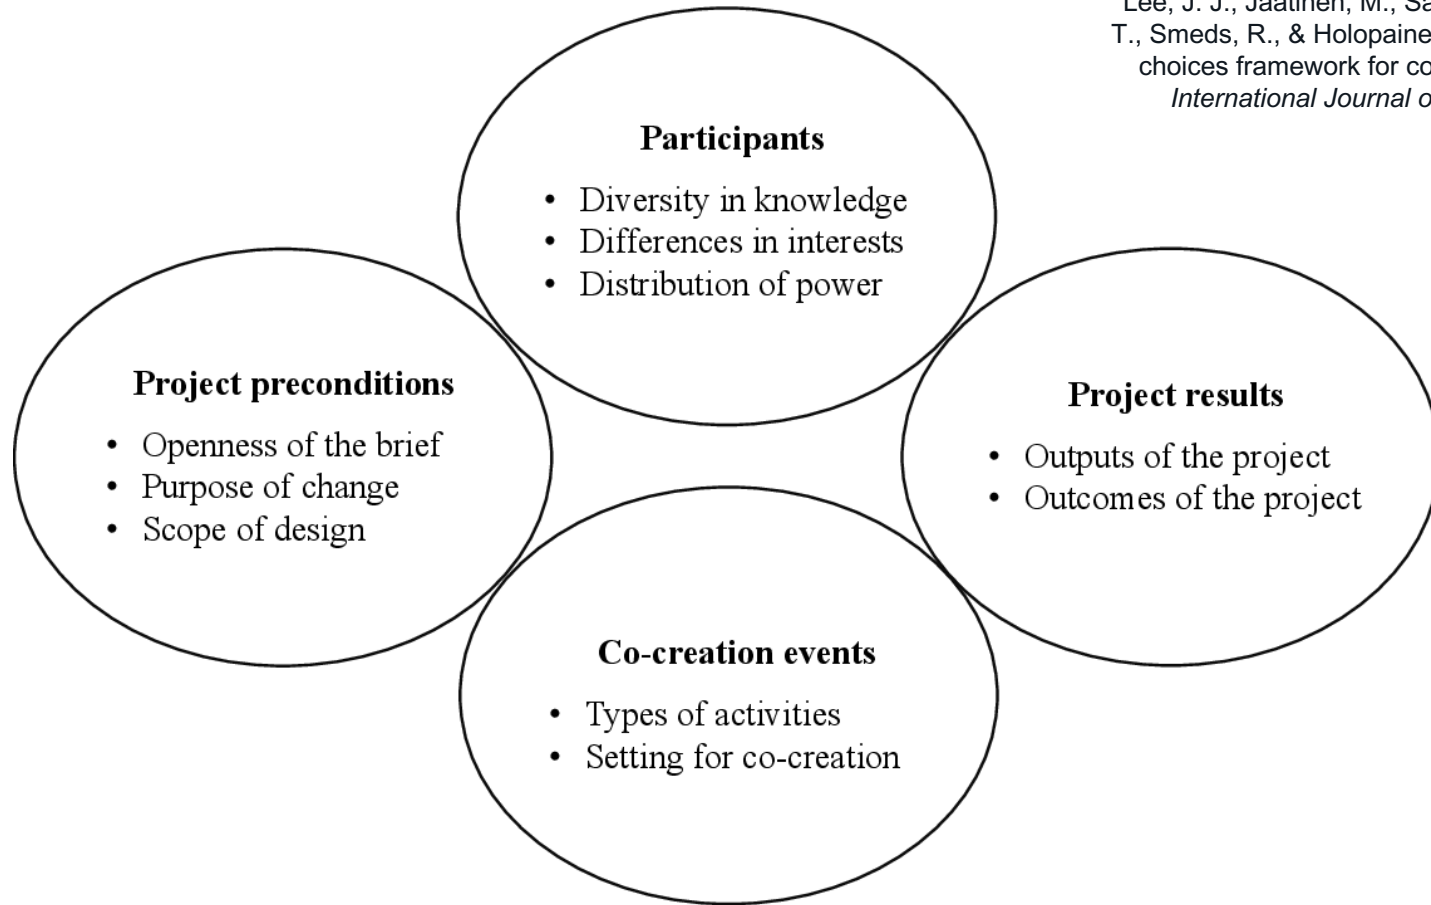 Lee, J. J., Jaatinen, M.,
T., Smeds, R., &
choices framework for
International Journal
Participants
• Diversity in knowledge
• Differences in interests
• Distribution of power
Project preconditions
• Openness of the brief
• Purpose of change
• Scope of design
Project results
• Outputs of the project
• Outcomes of the project
Co-creation events
• Types of activities
• Setting for co-creation